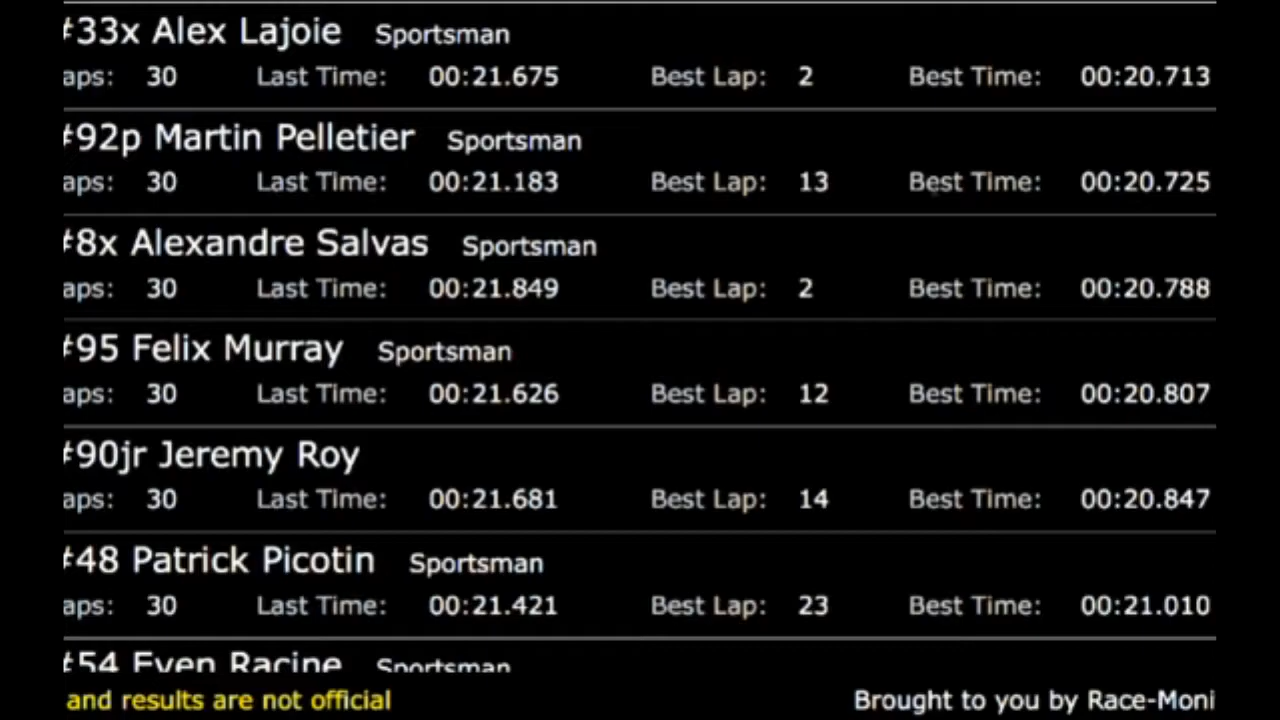 #33x Alex Lajoie Sportsman
aps: 30 Last Time: 00:21.675 Best Lap: 2 Best Time: 00:20.713
#92p Martin Pelletier Sportsman
aps: 30 Last Time: 00:21.183 Best Lap: 13 Best Time: 00:20.725
#8x Alexandre Salvas Sportsman
aps: 30 Last Time: 00:21.849 Best Lap: 2 Best Time: 00:20.788
#95 Felix Murray Sportsman
aps: 30 Last Time: 00:21.626 Best Lap: 12 Best Time: 00:20.807
#90jr Jeremy Roy
aps: 30 Last Time: 00:21.681 Best Lap: 14 Best Time: 00:20.847
#48 Patrick Picotin Sportsman
aps: 30 Last Time: 00:21.421 Best Lap: 23 Best Time: 00:21.010
#54 Even Racine Sportsman
and results are not official Brought to you by Race-Moni